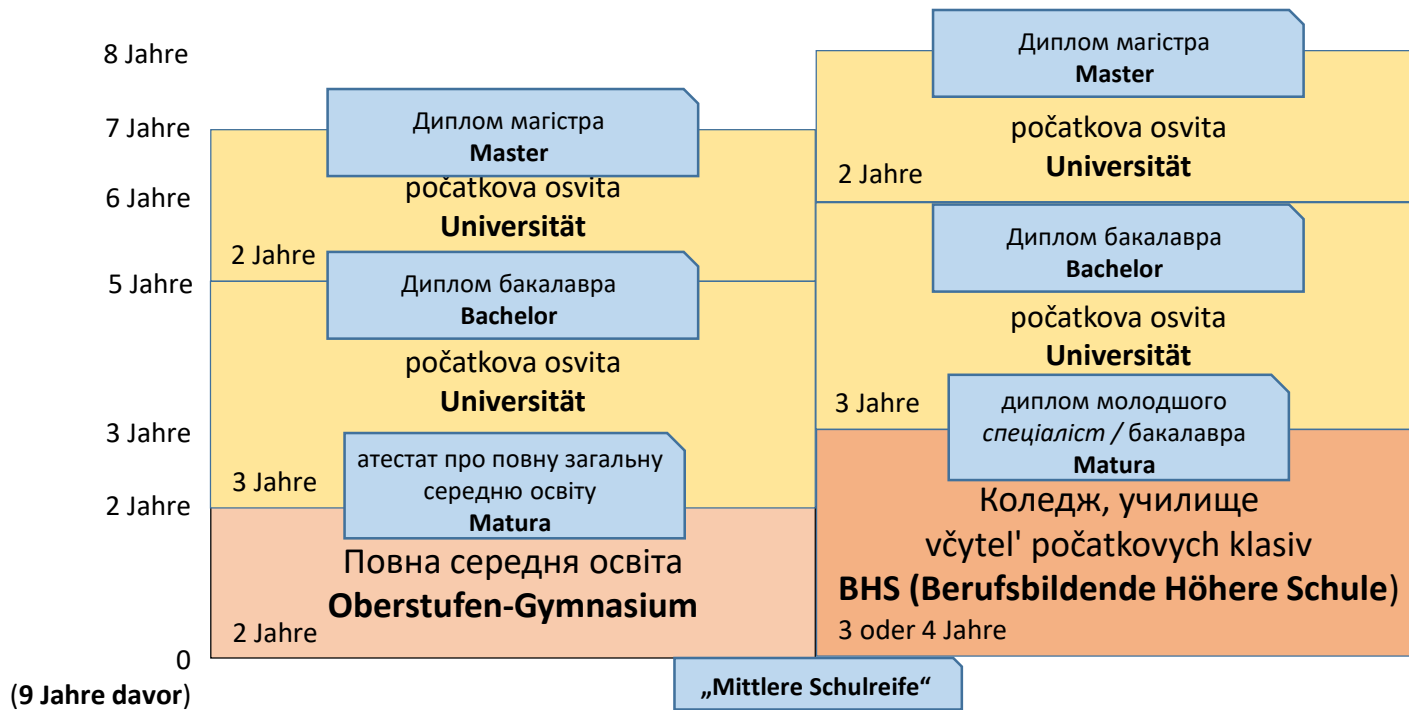 8 Jahre
7 Jahre
6 Jahre
5 Jahre
3 Jahre
2 Jahre
0
(9 Jahre davor)
Диплом магістра
Master
početkova osvita
Universität
2 Jahre
Диплом бакалавра
Bachelor
počatkova osvita
Universität
3 Jahre
атестат про повну загальну
середню освіту
Matura
Повна середня освіта
Oberstufen-Gymnasium
2 Jahre
Диплом магістра
Master
počatkova osvita
Universität
2 Jahre
Диплом бакалавра
Bachelor
počatkova osvita
Universität
3 Jahre
диплом молодшого
спеціаліст / бакалавра
Matura
Коледж, училище
včytel' počatkovych klasiv
BHS (Berufsbildende Höhere Schule)
3 oder 4 Jahre
„Mittlere Schulreife“